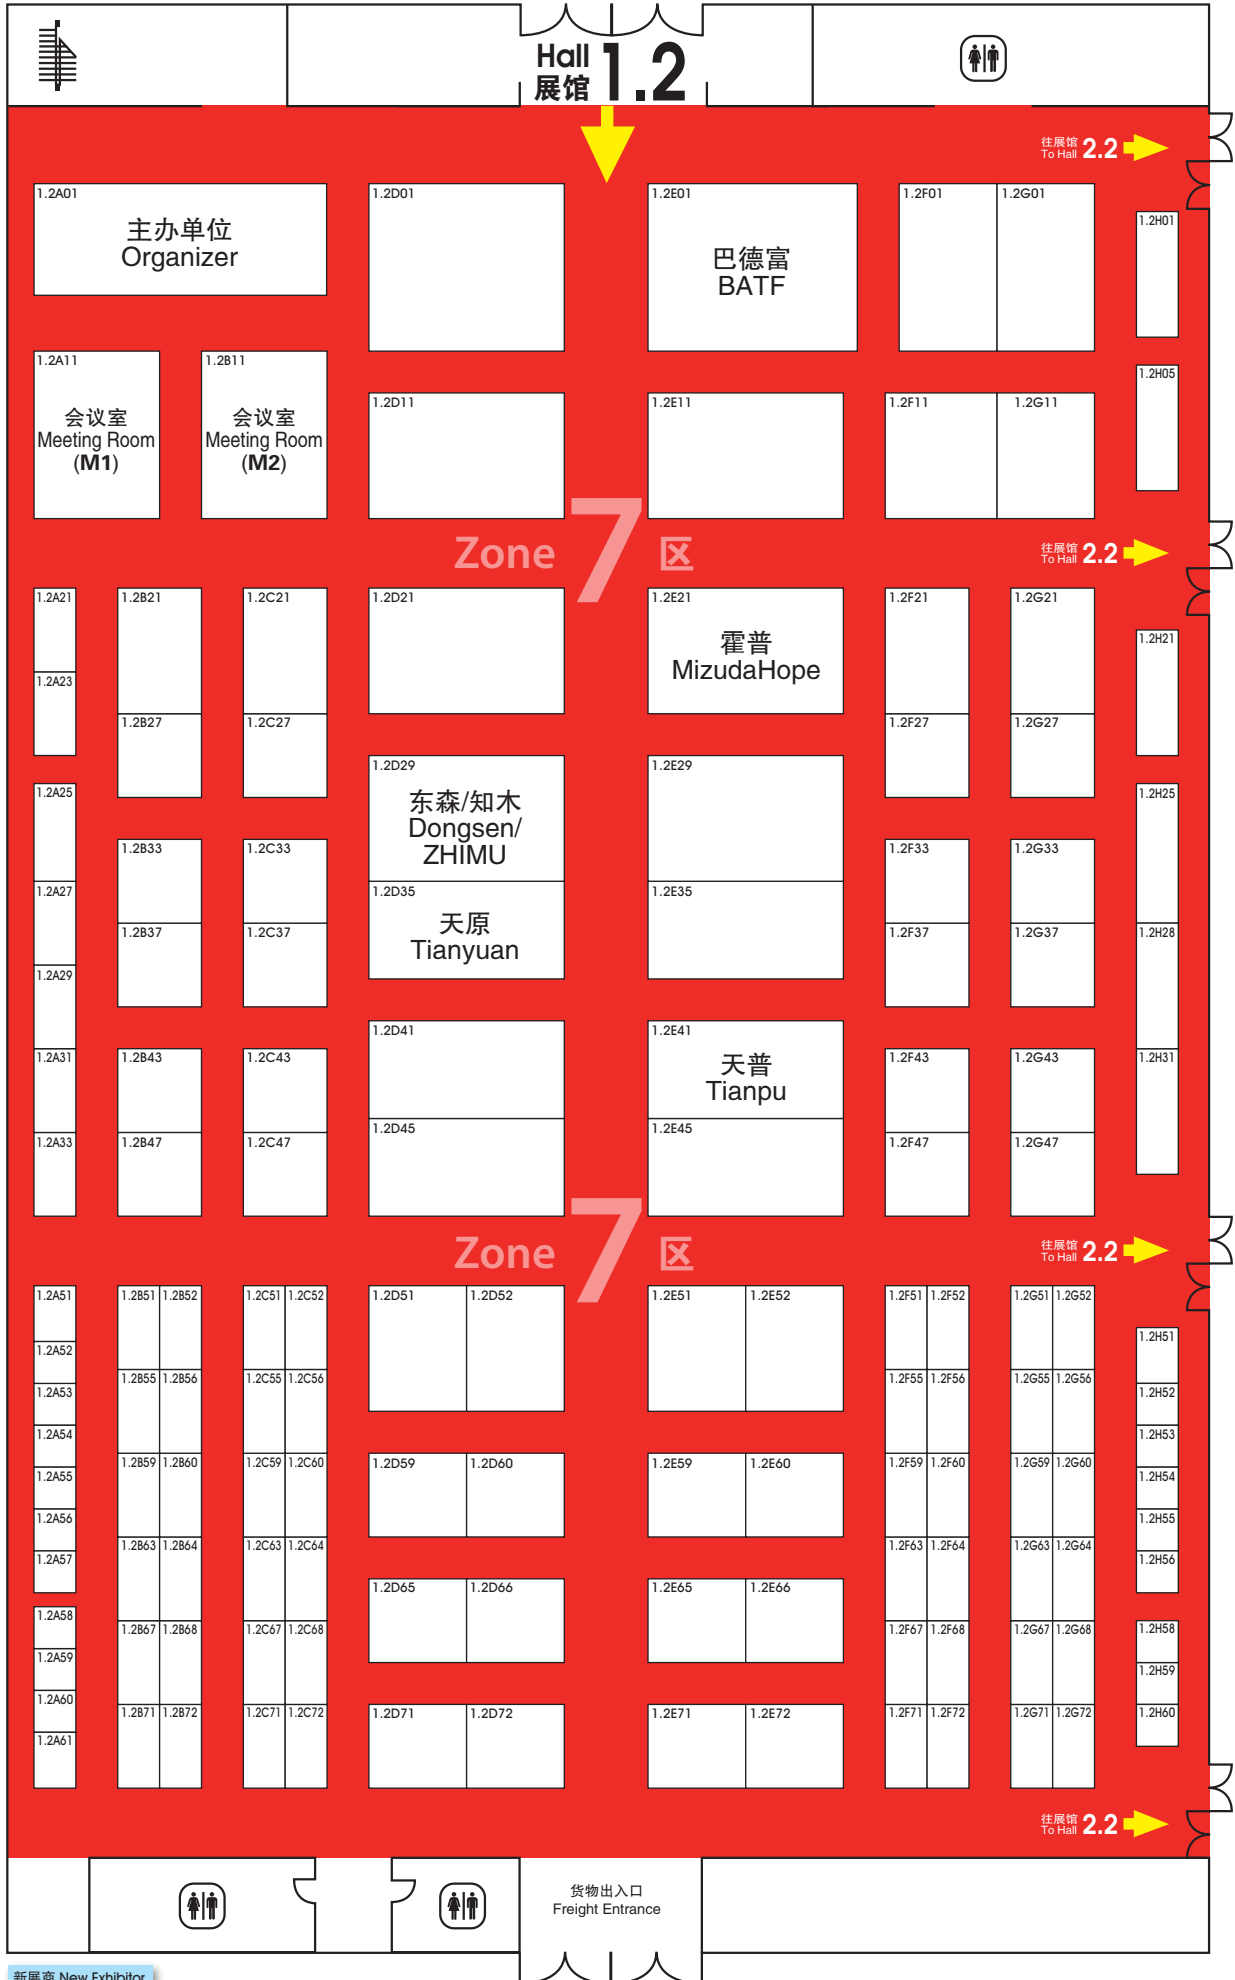 Hall
展馆 1.2
往展馆
To Hall 2.2
1.2A01
主办单位
Organizer
1.2D01
1.2E01
巴德富
BATF
1.2F01 1.2G01
1.2H01
1.2A11
会议室
Meeting Room
(M1)
1.2B11
会议室
Meeting Room
(M2)
1.2H05
1.2D11 1.2E11 1.2F11 1.2G11
Zone 7 区
往展馆
To Hall 2.2
1.2A21 1.2B21 1.2C21 1.2D21
1.2E21
霍普
MizudaHope
1.2F21 1.2G21
1.2H21
1.2A23
1.2B27 1.2C27 1.2F27 1.2G27
1.2D29
东森/知木
Dongsen/
ZHIMU
1.2E29
1.2A25 1.2H25
1.2B33 1.2C33 1.2F33 1.2G33
1.2A27
1.2D35
天原
Tianyuan
1.2E35
1.2B37 1.2C37 1.2F37 1.2G37 1.2H28
1.2A29
1.2D41
1.2E41
天普
Tianpu
1.2A31 1.2B43 1.2C43 1.2F43 1.2G43 1.2H31
1.2D45 1.2E45
1.2A33 1.2B47 1.2C47 1.2F47 1.2G47
Zone 7 区
往展馆
To Hall 2.2
1.2A51 1.2B51 1.2B52 1.2C51 1.2C52 1.2D51 1.2D52 1.2E51 1.2E52 1.2F51 1.2F52 1.2G51 1.2G52
1.2H51
1.2A52
1.2B55 1.2B56 1.2C55 1.2C56 1.2F55 1.2F56 1.2G55 1.2G56
1.2A53 1.2H52
1.2A54 1.2H53
1.2B59 1.2B60 1.2C59 1.2C60 1.2D59 1.2D60 1.2E59 1.2E60 1.2F59 1.2F60 1.2G59 1.2G60
1.2A55 1.2H54
1.2A56 1.2H55
1.2B63 1.2B64 1.2C63 1.2C64 1.2F63 1.2F64 1.2G63 1.2G64
1.2A57 1.2H56
1.2D65 1.2D66 1.2E65 1.2E66
1.2A58
1.2B67 1.2B68 1.2C67 1.2C68 1.2F67 1.2F68 1.2G67 1.2G68 1.2H58
1.2A59 1.2H59
1.2A60
1.2B71 1.2B72 1.2C71 1.2C72 1.2D71 1.2D72 1.2E71 1.2E72 1.2F71 1.2F72 1.2G71 1.2G72 1.2H60
1.2A61
往展馆
To Hall 2.2
货物出入口
Freight Entrance
新展商 New Exhibitor